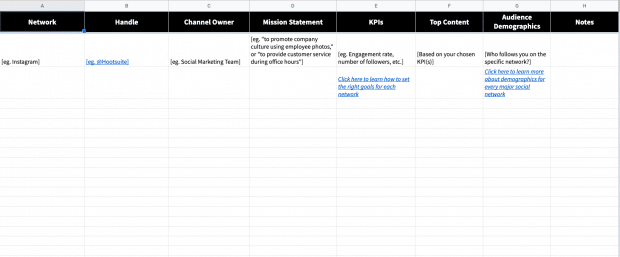 A B C D E F G H
Network Handle Channel Owner Mission Statement KPIs Top Content Audience Demographics Notes
[eg. Instagram]
[eg. @Hootsuite]
[eg. Social Marketing Team]
[eg. "to promote company
culture using employee photos,"
or "to provide customer service
during office hours"]
[eg. Engagement rate,
number of followers, etc.]
[Based on your chosen
KPI(s)]
[Who follows you on the
specific network?]
Click here to learn how to set
the right goals for each
network
Click here to learn more
about demographics for
every major social
network